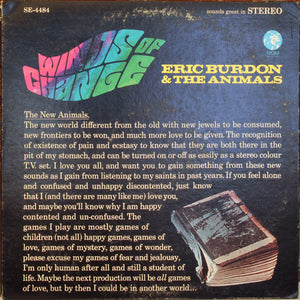 SE-4484
sounds great in STEREO
WINDS OF
CHANGE
MGM
ERIC BURDON
& THE ANIMALS
The New Animals.
The new world different from the old with new jewels to be consumed,
new frontiers to be won, and much more love to be given. The recognition
of existence of pain and ecstasy to know that they are both there in the
pit of my stomach, and can be turned on or off as easily as a stereo colour
T.V. set. I love you all, and want you to gain something from these new
sounds as I gain from listening to my saints in past years. If you feel alone
and confused and unhappy discontented, just know
that I (and there are many like me) love you,
and maybe you'll know why I am happy
contented and un-confused. The
games I play are mostly games of
children (not all) happy games, games of
love, games of mystery, games of wonder,
please excuse my games of fear and jealousy,
I'm only human after all and still a student of
life. Maybe the next production will be all games of
love, but by then I could be in another world...